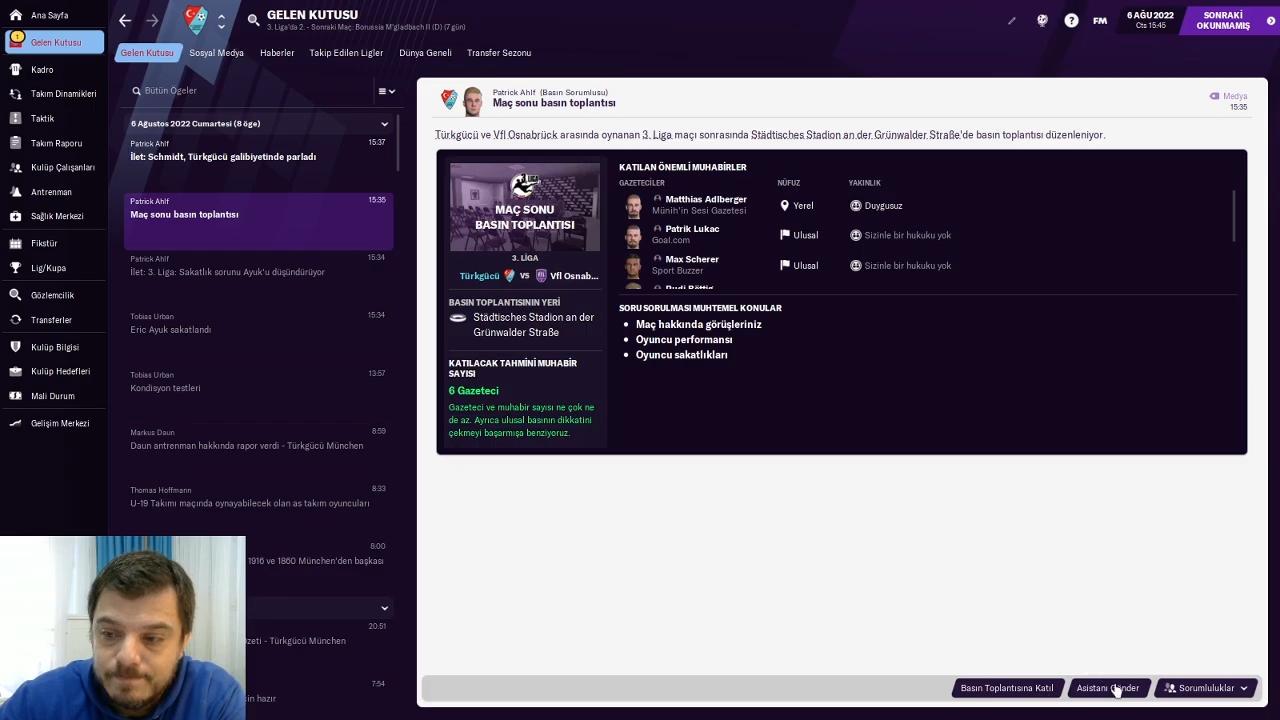 Ana Sayfa
1
Gelen Kutusu
Kadro
Takım Dinamikleri
Taktik
Takım Raporu
Kulüp Çalışanları
Antrenman
Sağlık Merkezi
Fikstür
Lig/Kupa
Gözlemcilik
Transferler
Kulüp Bilgisi
Kulüp Hedefleri
Mali Durum
Gelişim Merkezi
GELEN KUTUSU
3. Liga'da 2. - Sonraki Maç: Borussia M'gladbach II (D) (7 gün)
? FM
6 AĞU 2022
Cts 15:45
SONRAKİ
OKUNMAMIŞ
Gelen Kutusu Sosyal Medya Haberler Takip Edilen Ligler Dünya Geneli Transfer Sezonu
Bütün Ögeler
6 Ağustos 2022 Cumartesi (8 öge)
Patrick Ahlf 15:37
İlet: Schmidt, Türkgücü galibiyetinde parladı
Patrick Ahlf 15:35
Maç sonu basın toplantısı
Patrick Ahlf 15:34
İlet: 3. Liga: Sakatlık sorunu Ayuk'u düşündürüyor
Tobias Urban 15:34
Eric Ayuk sakatlandı
Tobias Urban 13:57
Kondisyon testleri
Markus Daun 8:59
Daun antrenman hakkında rapor verdi - Türkgücü München
Thomas Hoffmann 8:33
U-19 Takımı maçında oynayabilecek olan as takım oyuncuları
8:00
1916 ve 1860 München'den başkası
20:51
zeti - Türkgücü München
7:54
in hazır
Patrick Ahlf (Basın Sorumlusu)
Maç sonu basın toplantısı
Medya
15:35
Türkgücü ve Vfl Osnabrück arasında oynanan 3. Liga maçı sonrasında Städtisches Stadion an der Grünwalder Straße'de basın toplantısı düzenleniyor.
3. LIGA
MAÇ SONU
BASIN TOPLANTISI
3. LİGA
Türkgücü vs Vfl Osnab...
BASIN TOPLANTISININ YERİ
Städtisches Stadion an der
Grünwalder Straße
KATILACAK TAHMİNİ MUHABİR
SAYISI
6 Gazeteci
Gazeteci ve muhabir sayısı ne çok ne
de az. Ayrıca ulusal basının dikkatini
çekmeyi başarmışa benziyoruz.
KATILAN ÖNEMLİ MUHABİRLER
GAZETECİLER NÜFUZ YAKINLIK
Matthias Adlberger
Münih'in Sesi Gazetesi
Yerel Duygusuz
Patrik Lukac
Goal.com
Ulusal Sizinle bir hukuku yok
Max Scherer
Sport Buzzer
Ulusal Sizinle bir hukuku yok
Rudi Böttig
SORU SORULMASI MUHTEMEL KONULAR
• Maç hakkında görüşleriniz
• Oyuncu performansı
• Oyuncu sakatlıkları
Basın Toplantısına Katıl Asistanı Gönder Sorumluluklar